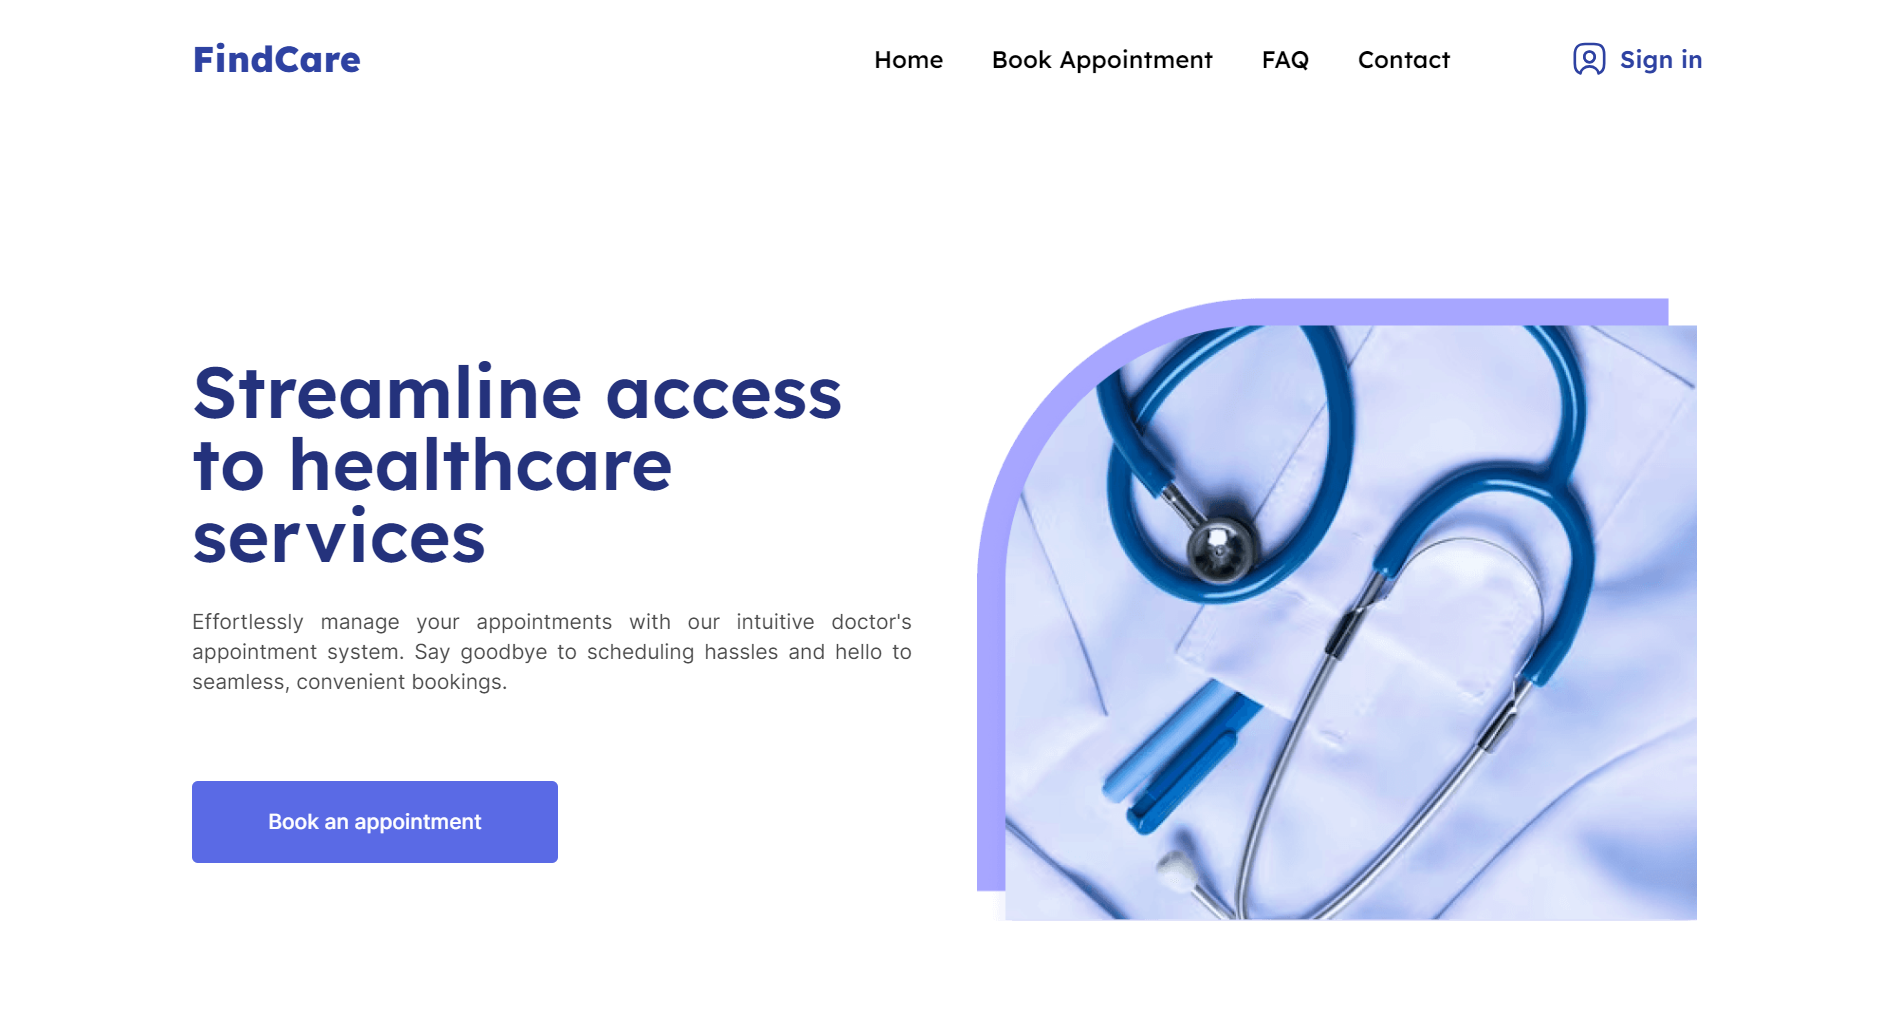 FindCare
Home
Book Appointment
FAQ
Contact
Sign in
Streamline access
to healthcare
services
Effortlessly manage your appointments with our intuitive doctor's
appointment system. Say goodbye to scheduling hassles and hello to
seamless, convenient bookings.
Book an appointment